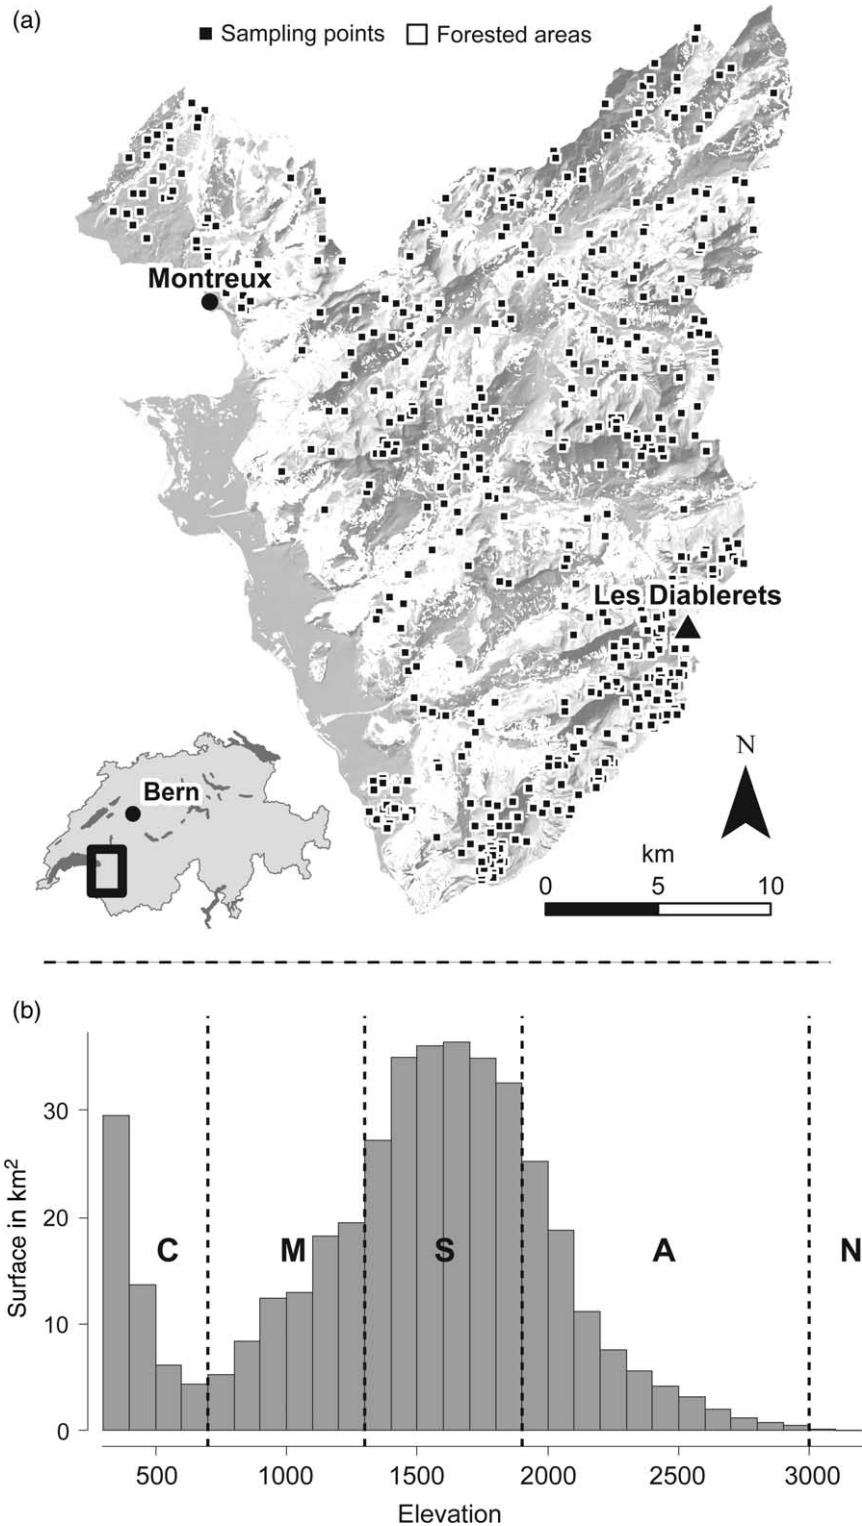 (a)
Sampling points Forested areas
Montreux
Les Diablerets
N
Bern
km
0 5 10
(b)
Surface in km²
30
20
10
0
C M S A N
500 1000 1500 2000 2500 3000
Elevation